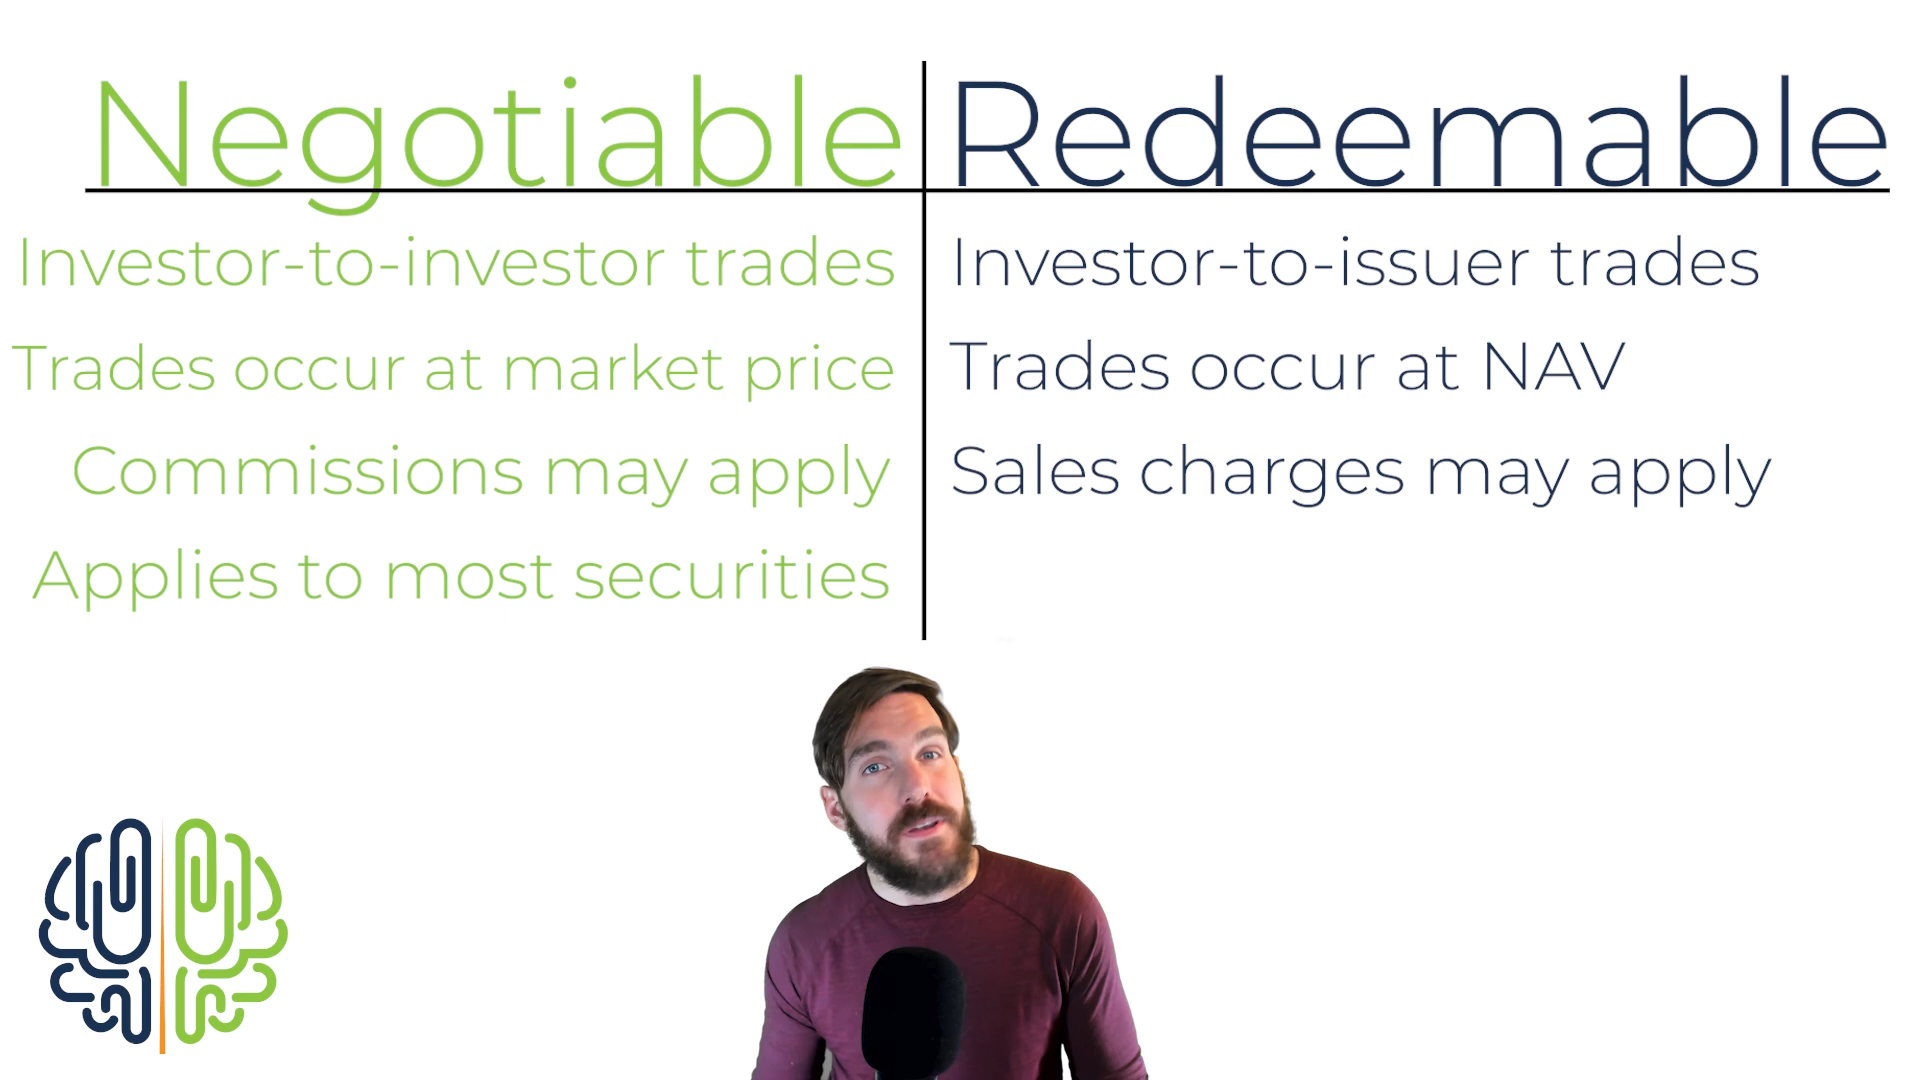 Negotiable
Investor-to-investor trades
Trades occur at market price
Commissions may apply
Applies to most securities
Redeemable
Investor-to-issuer trades
Trades occur at NAV
Sales charges may apply